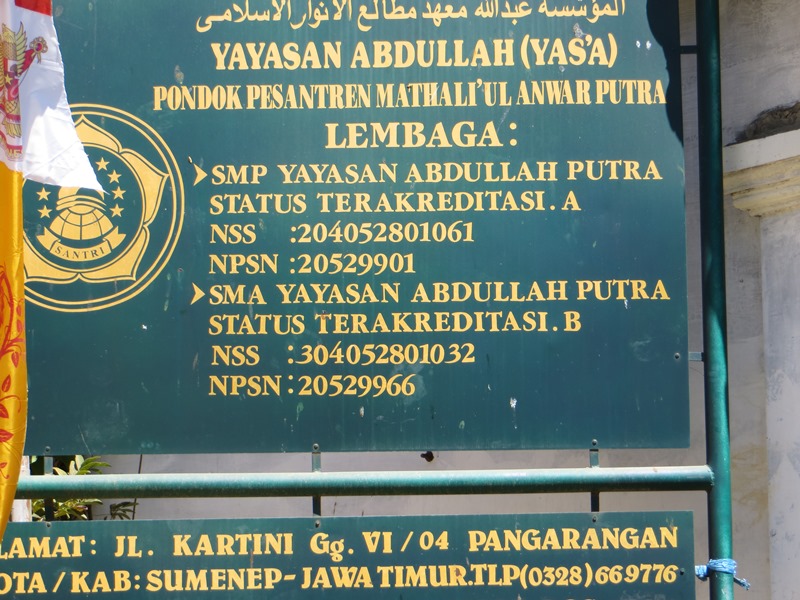 المؤسسة عبدالله معهد مطالع الأنوار الاسلامى
YAYASAN ABDULLAH (YAS'A)
PONDOK PESANTREN MATHALI'UL ANWAR PUTRA
LEMBAGA:
SMP YAYASAN ABDULLAH PUTRA
STATUS TERAKREDITASI. A
NSS :204052801061
NPSN :20529901
SANTRI
SMA YAYASAN ABDULLAH PUTRA
STATUS TERAKREDITASI. B
NSS :304052801032
NPSN :20529966
LAMAT: JL. KARTINI Gg. VI / 04 PANGARANGAN
OTA / KAB: SUMENEP-JAWA TIMUR.TLP(0328)669776